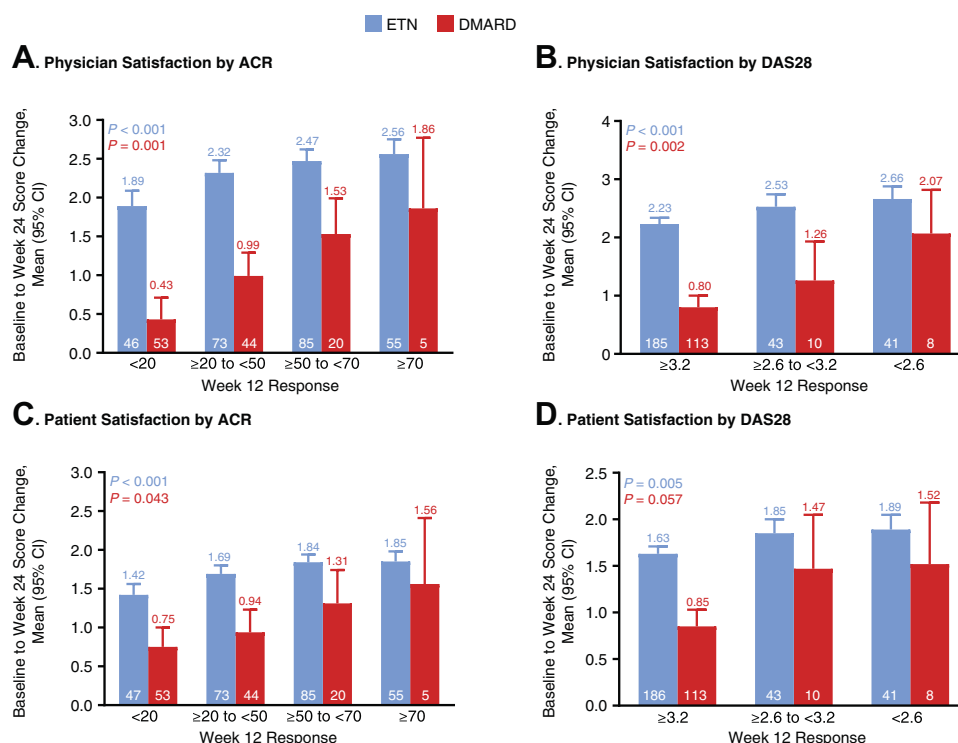 ETN DMARD
A. Physician Satisfaction by ACR
Baseline to Week 24 Score Change,
Mean (95% CI)
3.0
2.5
2.0
1.5
1.0
0.5
0.0
P < 0.001
P = 0.001
1.89
0.43
2.32
0.99
2.47
1.53
2.56
1.86
46 53 73 44 85 20 55 5
<20 ≥20 to <50 ≥50 to <70 ≥70
Week 12 Response
B. Physician Satisfaction by DAS28
Baseline to Week 24 Score Change,
Mean (95% CI)
4
3
2
1
0
P < 0.001
P = 0.002
2.23
0.80
2.53
1.26
2.66
2.07
185 113 43 10 41 8
≥3.2 ≥2.6 to <3.2 <2.6
Week 12 Response
C. Patient Satisfaction by ACR
Baseline to Week 24 Score Change,
Mean (95% CI)
3.0
2.5
2.0
1.5
1.0
0.5
0.0
P < 0.001
P = 0.043
1.42
0.75
1.69
0.94
1.84
1.31
1.85
1.56
47 53 73 44 85 20 55 5
<20 ≥20 to <50 ≥50 to <70 ≥70
Week 12 Response
D. Patient Satisfaction by DAS28
Baseline to Week 24 Score Change,
Mean (95% CI)
2.5
2.0
1.5
1.0
0.5
0.0
P = 0.005
P = 0.057
1.63
0.85
1.85
1.47
1.89
1.52
186 113 43 10 41 8
≥3.2 ≥2.6 to <3.2 <2.6
Week 12 Response